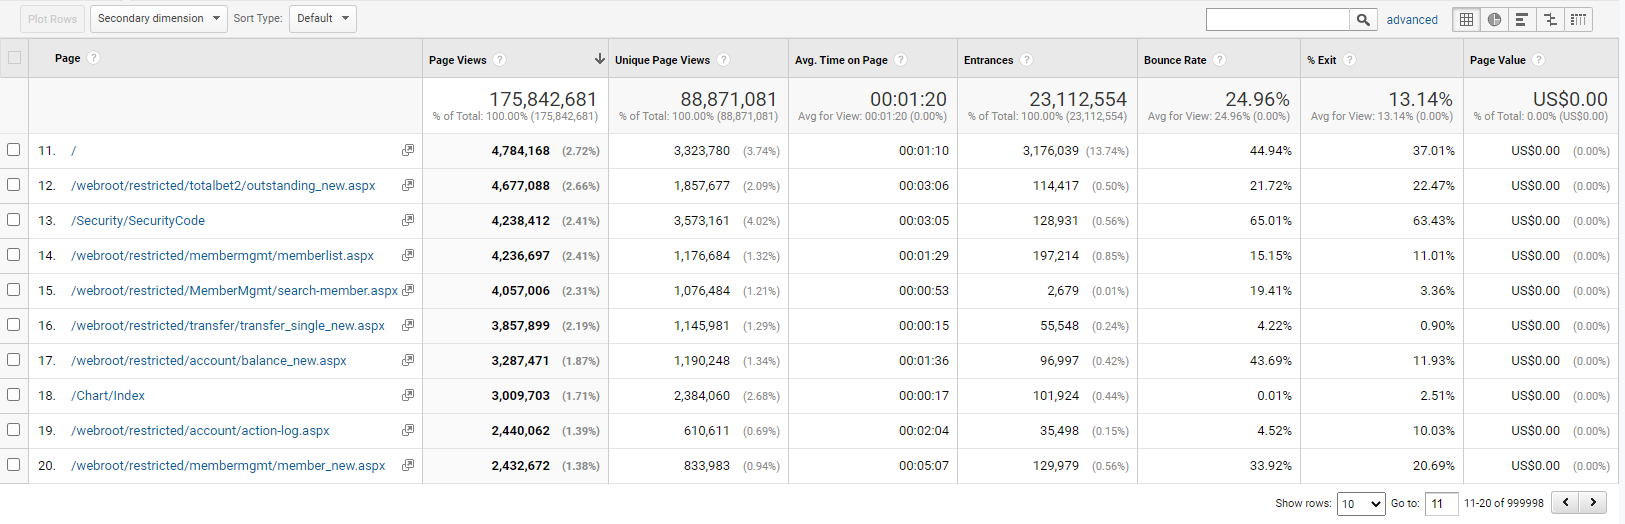 Plot Rows Secondary dimension Sort Type: Default advanced
Page ? Page Views ? Unique Page Views ? Avg. Time on Page ? Entrances ? Bounce Rate ? % Exit ? Page Value ?
175,842,681 88,871,081 00:01:20 23,112,554 24.96% 13.14% US$0.00
% of Total: 100.00% (175,842,681) % of Total: 100.00% (88,871,081) Avg for View: 00:01:20 (0.00%) % of Total: 100.00% (23,112,554) Avg for View: 24.96% (0.00%) Avg for View: 13.14% (0.00%) % of Total: 0.00% (US$0.00)
11. / 4,784,168 (2.72%) 3,323,780 (3.74%) 00:01:10 3,176,039 (13.74%) 44.94% 37.01% US$0.00 (0.00%)
12. /webroot/restricted/totalbet2/outstanding_new.aspx 4,677,088 (2.66%) 1,857,677 (2.09%) 00:03:06 114,417 (0.50%) 21.72% 22.47% US$0.00 (0.00%)
13. /Security/SecurityCode 4,238,412 (2.41%) 3,573,161 (4.02%) 00:03:05 128,931 (0.56%) 65.01% 63.43% US$0.00 (0.00%)
14. /webroot/restricted/membermgmt/memberlist.aspx 4,236,697 (2.41%) 1,176,684 (1.32%) 00:01:29 197,214 (0.85%) 15.15% 11.01% US$0.00 (0.00%)
15. /webroot/restricted/MemberMgmt/search-member.aspx 4,057,006 (2.31%) 1,076,484 (1.21%) 00:00:53 2,679 (0.01%) 19.41% 3.36% US$0.00 (0.00%)
16. /webroot/restricted/transfer/transfer_single_new.aspx 3,857,899 (2.19%) 1,145,981 (1.29%) 00:00:15 55,548 (0.24%) 4.22% 0.90% US$0.00 (0.00%)
17. /webroot/restricted/account/balance_new.aspx 3,287,471 (1.87%) 1,190,248 (1.34%) 00:01:36 96,997 (0.42%) 43.69% 11.93% US$0.00 (0.00%)
18. /Chart/Index 3,009,703 (1.71%) 2,384,060 (2.68%) 00:00:17 101,924 (0.44%) 0.01% 2.51% US$0.00 (0.00%)
19. /webroot/restricted/account/action-log.aspx 2,440,062 (1.39%) 610,611 (0.69%) 00:02:04 35,498 (0.15%) 4.52% 10.03% US$0.00 (0.00%)
20. /webroot/restricted/membermgmt/member_new.aspx 2,432,672 (1.38%) 833,983 (0.94%) 00:05:07 129,979 (0.56%) 33.92% 20.69% US$0.00 (0.00%)
Show rows: 10 Go to: 11 11-20 of 999998